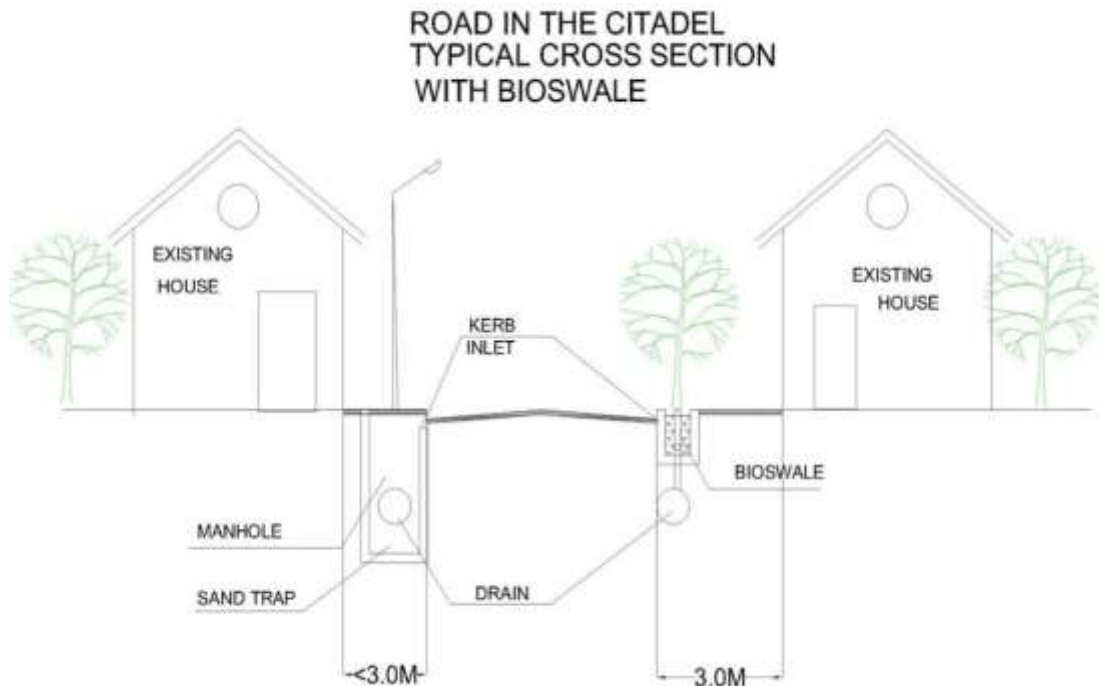 ROAD IN THE CITADEL
TYPICAL CROSS SECTION
WITH BIOSWALE
EXISTING
HOUSE
EXISTING
HOUSE
KERB
INLET
BIOSWALE
MANHOLE
SAND TRAP
DRAIN
<3.0M
3.0M